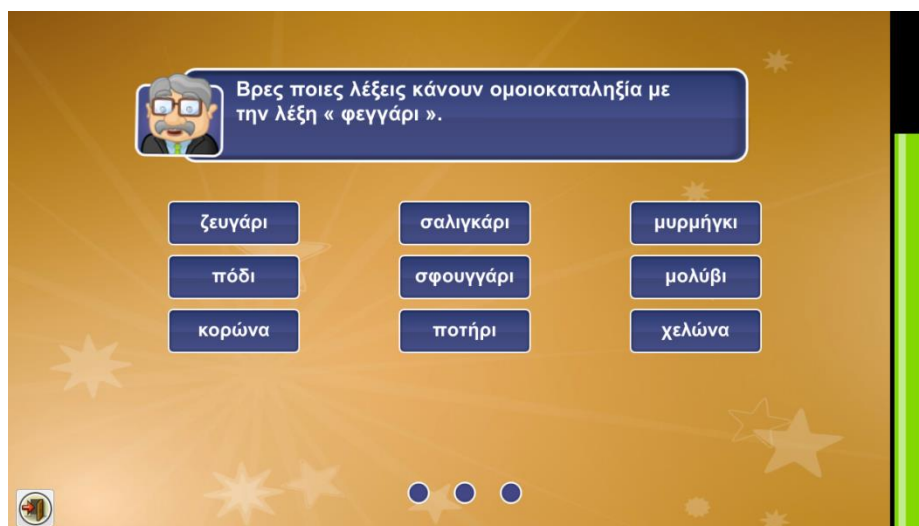 Βρες ποιες λέξεις κάνουν ομοιοκαταληξία με
την λέξη « φεγγάρι ».
ζευγάρι
σαλιγκάρι
μυρμήγκι
πόδι
σφουγγάρι
μολύβι
κορώνα
ποτήρι
χελώνα